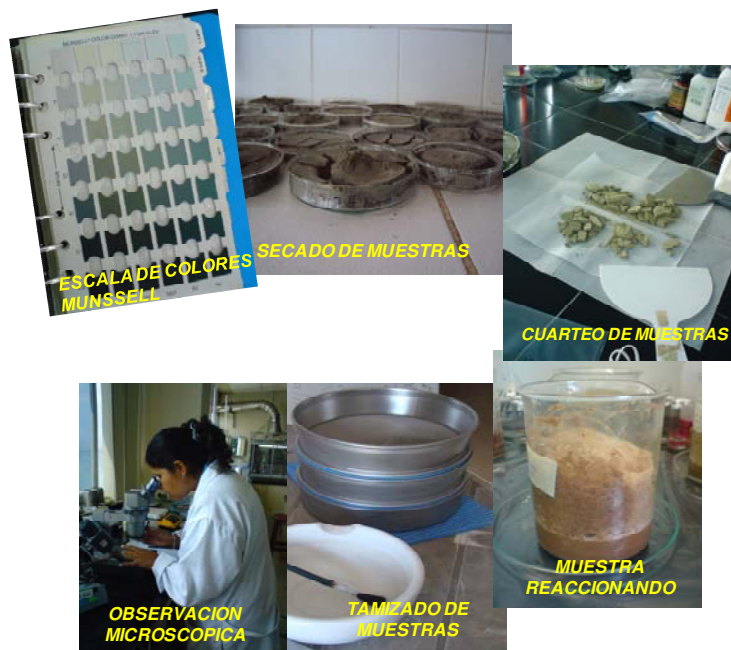 ESCALA DE COLORES
MUNSSELL
SECADO DE MUESTRAS
CUARTEO DE MUESTRAS
OBSERVACION
MICROSCOPICA
TAMIZADO DE
MUESTRAS
MUESTRA
REACCIONANDO